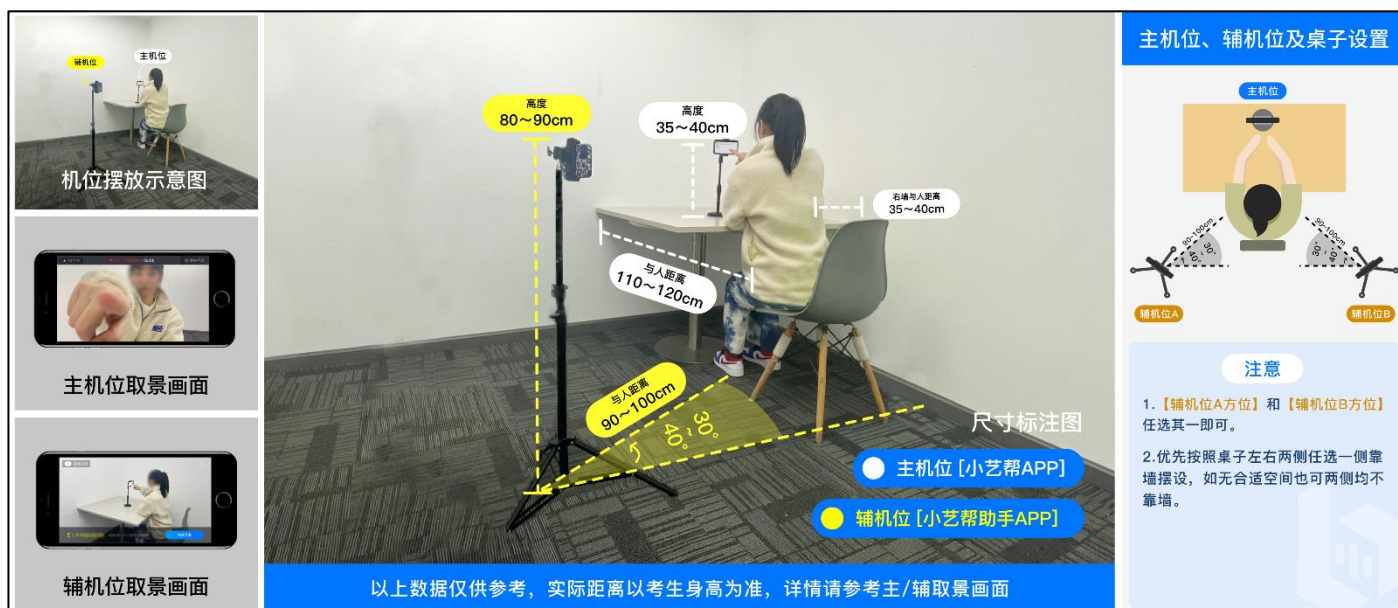 辅机位
主机位
机位摆放示意图
主机位取景画面
辅机位取景画面
高度
80~90cm
高度
35~40cm
右墙与人距离
35~40cm
与人距离
110~120cm
与人距离
90~100cm
30°
~
40°
尺寸标注图
主机位 [小艺帮APP]
辅机位 [小艺帮助手APP]
以上数据仅供参考，实际距离以考生身高为准，详情请参考主/辅取景画面
主机位、辅机位及桌子设置
主机位
90~100cm
30°
~
40°
90~100cm
30°
~
40°
辅机位A
辅机位B
注意
1.【辅机位A方位】和【辅机位B方位】
任选其一即可。
2.优先按照桌子左右两侧任选一侧靠
墙摆设，如无合适空间也可两侧均不
靠墙。